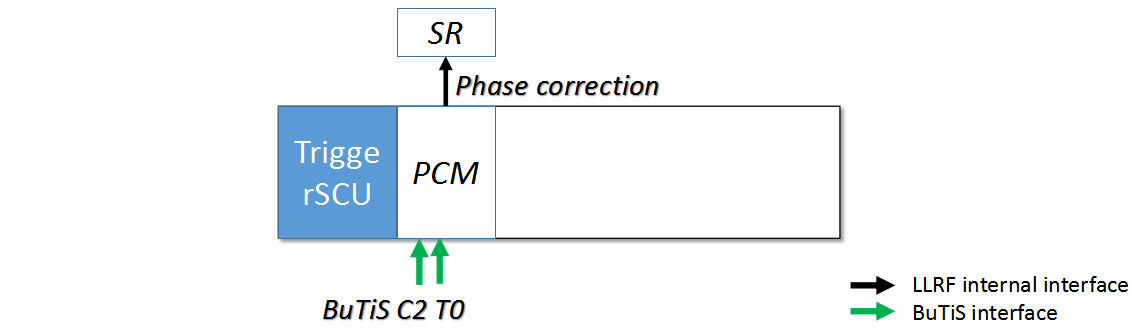 SR
Phase correction
Trigge
rSCU
PCM
BuTiS C2 T0
LLRF internal interface
BuTiS interface